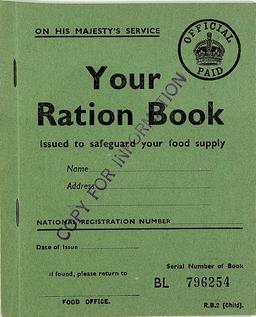 ON HIS MAJESTY'S SERVICE
OFFICIAL
PAID
Your
Ration Book
Issued to safeguard your food supply
COPY FOR INFORMATION
Name
Address
NATIONAL REGISTRATION NUMBER
Date of Issue
Serial Number of Book
If found, please return to
BL 796254
FOOD OFFICE.
R.B.2 [Child].